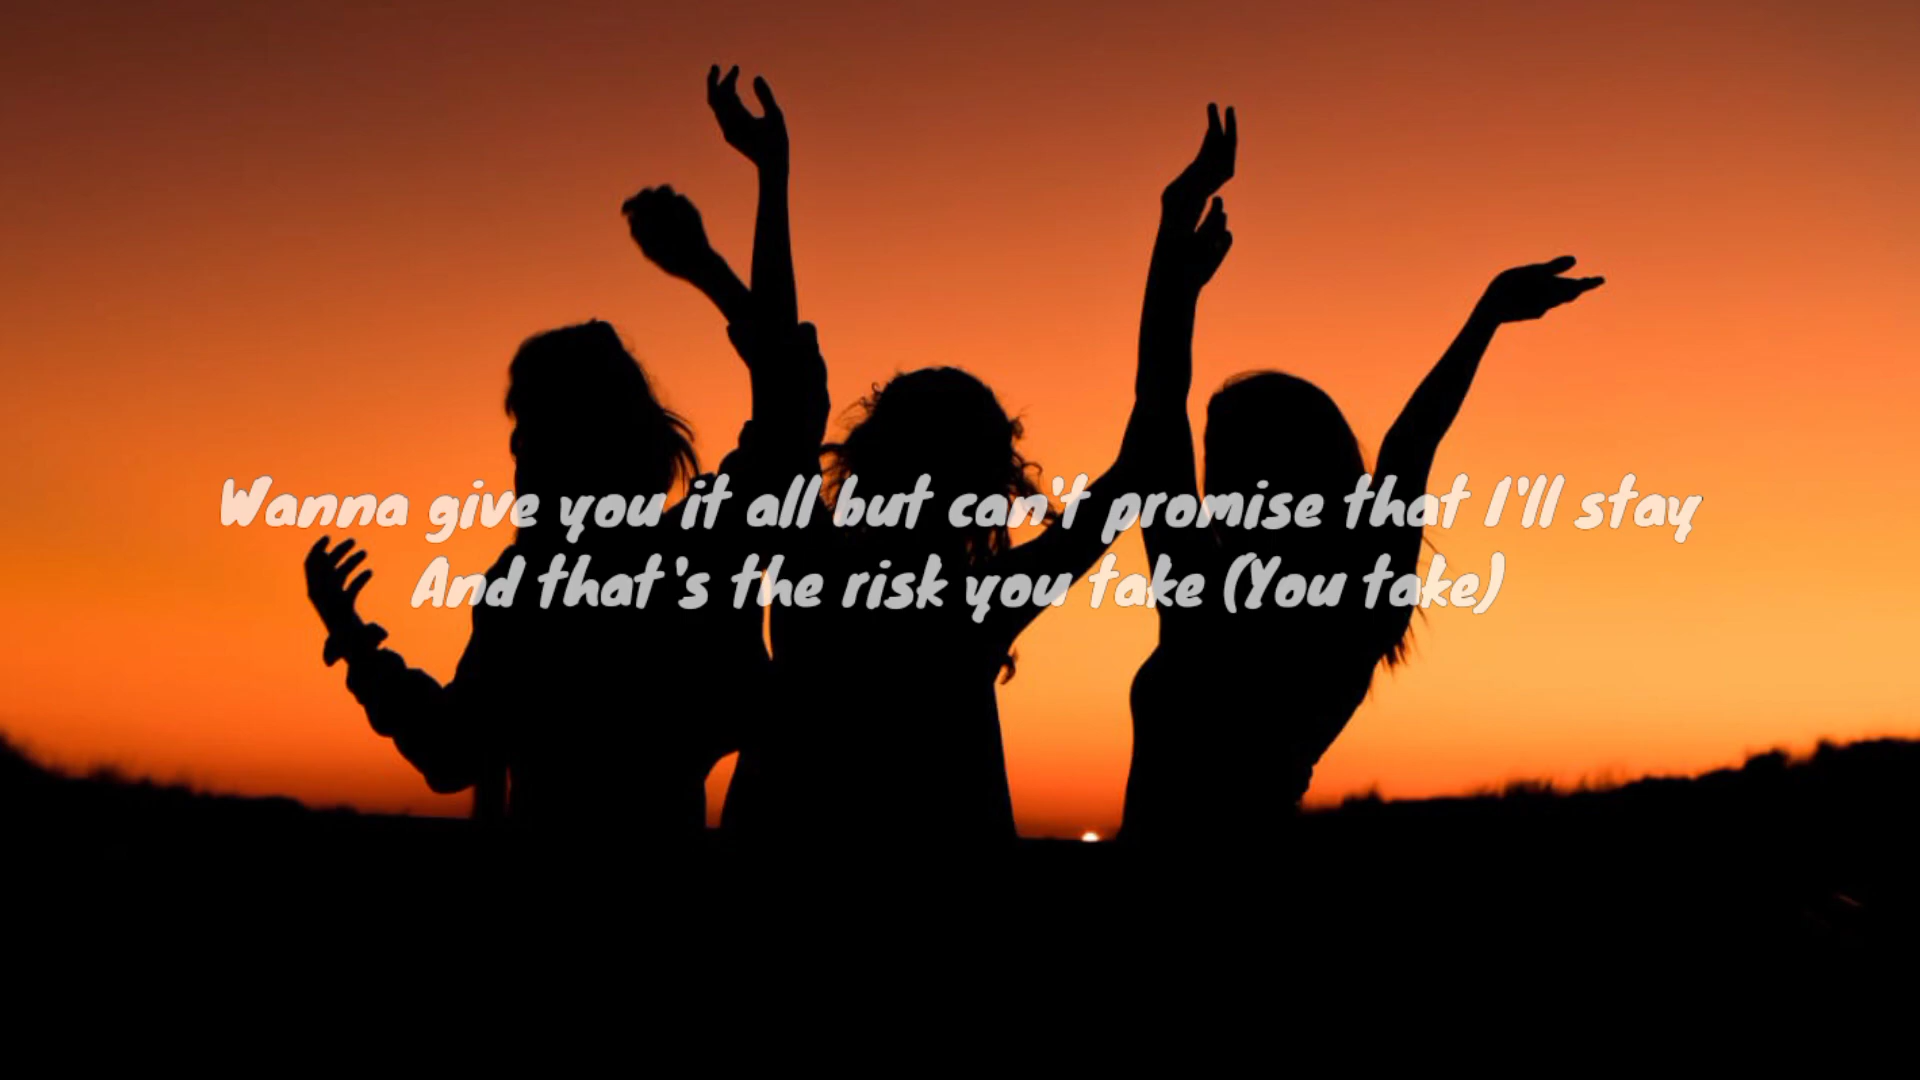 Wanna give you it all but can't promise that I'll stay
And that's the risk you take (You take)